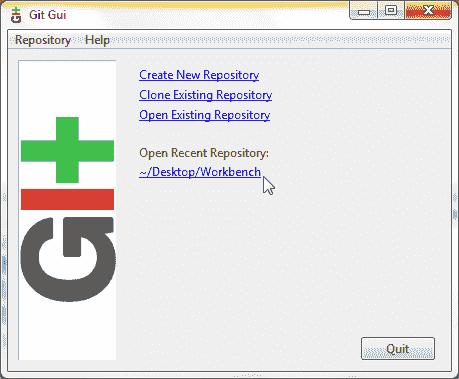 Git Gui
Repository Help
Create New Repository
Clone Existing Repository
Open Existing Repository
Open Recent Repository:
~/Desktop/Workbench
GIt
Quit